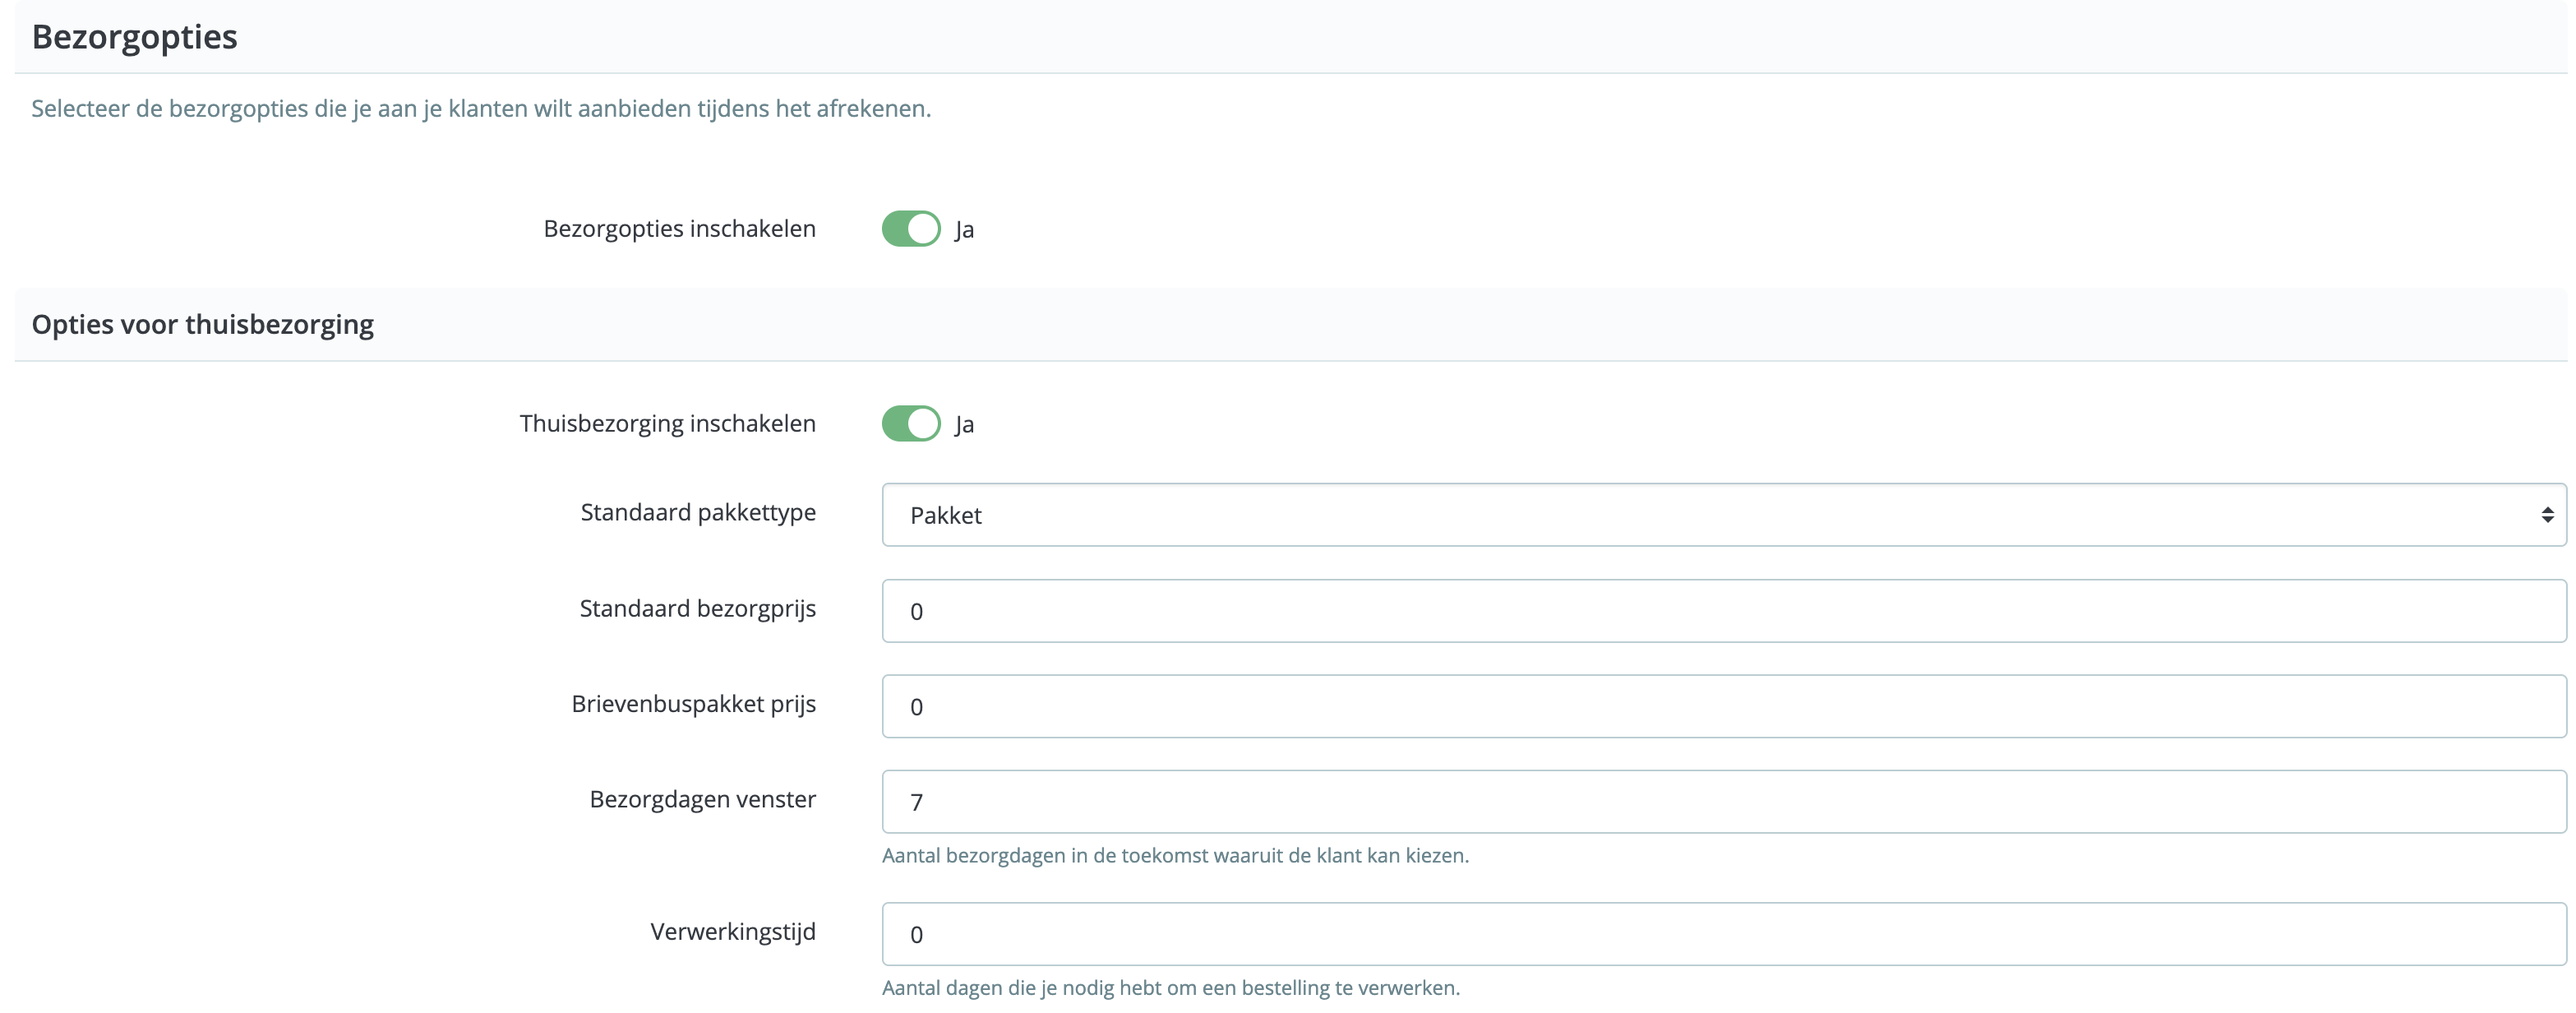 Bezorgopties
Selecteer de bezorgopties die je aan je klanten wilt aanbieden tijdens het afrekenen.
Bezorgopties inschakelen Ja
Opties voor thuisbezorging
Thuisbezorging inschakelen Ja
Standaard pakkettype Pakket
Standaard bezorgprijs 0
Brievenbuspakket prijs 0
Bezorgdagen venster 7
Aantal bezorgdagen in de toekomst waaruit de klant kan kiezen.
Verwerkingstijd 0
Aantal dagen die je nodig hebt om een bestelling te verwerken.